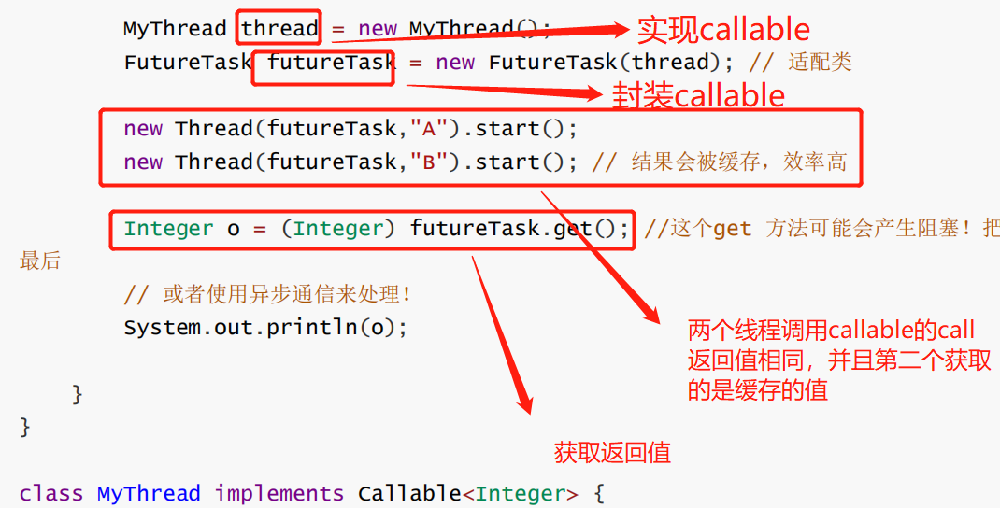 MyThread thread = new MyThread();
实现callable
FutureTask futureTask = new FutureTask(thread); // 适配类
封装callable
new Thread(futureTask,"A").start();
new Thread(futureTask,"B").start(); // 结果会被缓存，效率高
Integer o = (Integer) futureTask.get(); //这个get 方法可能会产生阻塞！把
最后
// 或者使用异步通信来处理！
System.out.println(o);
两个线程调用callable的call
返回值相同，并且第二个获取
的是缓存的值
}
}
获取返回值
class MyThread implements Callable<Integer> {